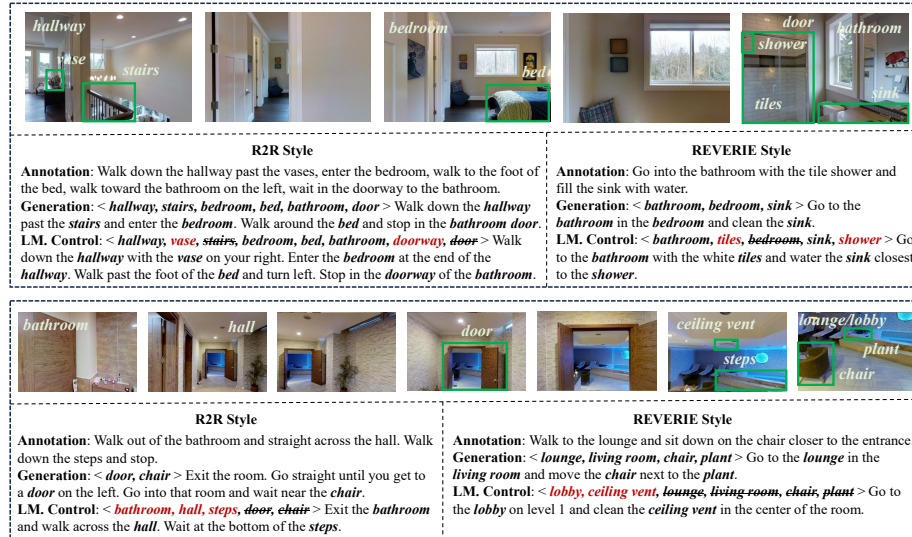 hallway
vase
stairs
bedroom
bed
door
shower
bathroom
tiles
sink
R2R Style
Annotation: Walk down the hallway past the vases, enter the bedroom, walk to the foot of
the bed, walk toward the bathroom on the left, wait in the doorway to the bathroom.
Generation: < hallway, stairs, bedroom, bed, bathroom, door > Walk down the hallway
past the stairs and enter the bedroom. Walk around the bed and stop in the bathroom door.
LM. Control: < hallway, vase, stairs, bedroom, bed, bathroom, doorway, door > Walk
down the hallway with the vase on your right. Enter the bedroom at the end of the
hallway. Walk past the foot of the bed and turn left. Stop in the doorway of the bathroom.
REVERIE Style
Annotation: Go into the bathroom with the tile shower and
fill the sink with water.
Generation: < bathroom, bedroom, sink > Go to the
bathroom in the bedroom and clean the sink.
LM. Control: < bathroom, tiles, bedroom, sink, shower > Go
to the bathroom with the white tiles and water the sink closest
to the shower.
bathroom
hall
door
ceiling vent
steps
lounge/lobby
plant
chair
R2R Style
Annotation: Walk out of the bathroom and straight across the hall. Walk
down the steps and stop.
Generation: < door, chair > Exit the room. Go straight until you get to
a door on the left. Go into that room and wait near the chair.
LM. Control: < bathroom, hall, steps, door, chair > Exit the bathroom
and walk across the hall. Wait at the bottom of the steps.
REVERIE Style
Annotation: Walk to the lounge and sit down on the chair closer to the entrance.
Generation: < lounge, living room, chair, plant > Go to the lounge in the
living room and move the chair next to the plant.
LM. Control: < lobby, ceiling vent, lounge, living room, chair, plant > Go to
the lobby on level 1 and clean the ceiling vent in the center of the room.